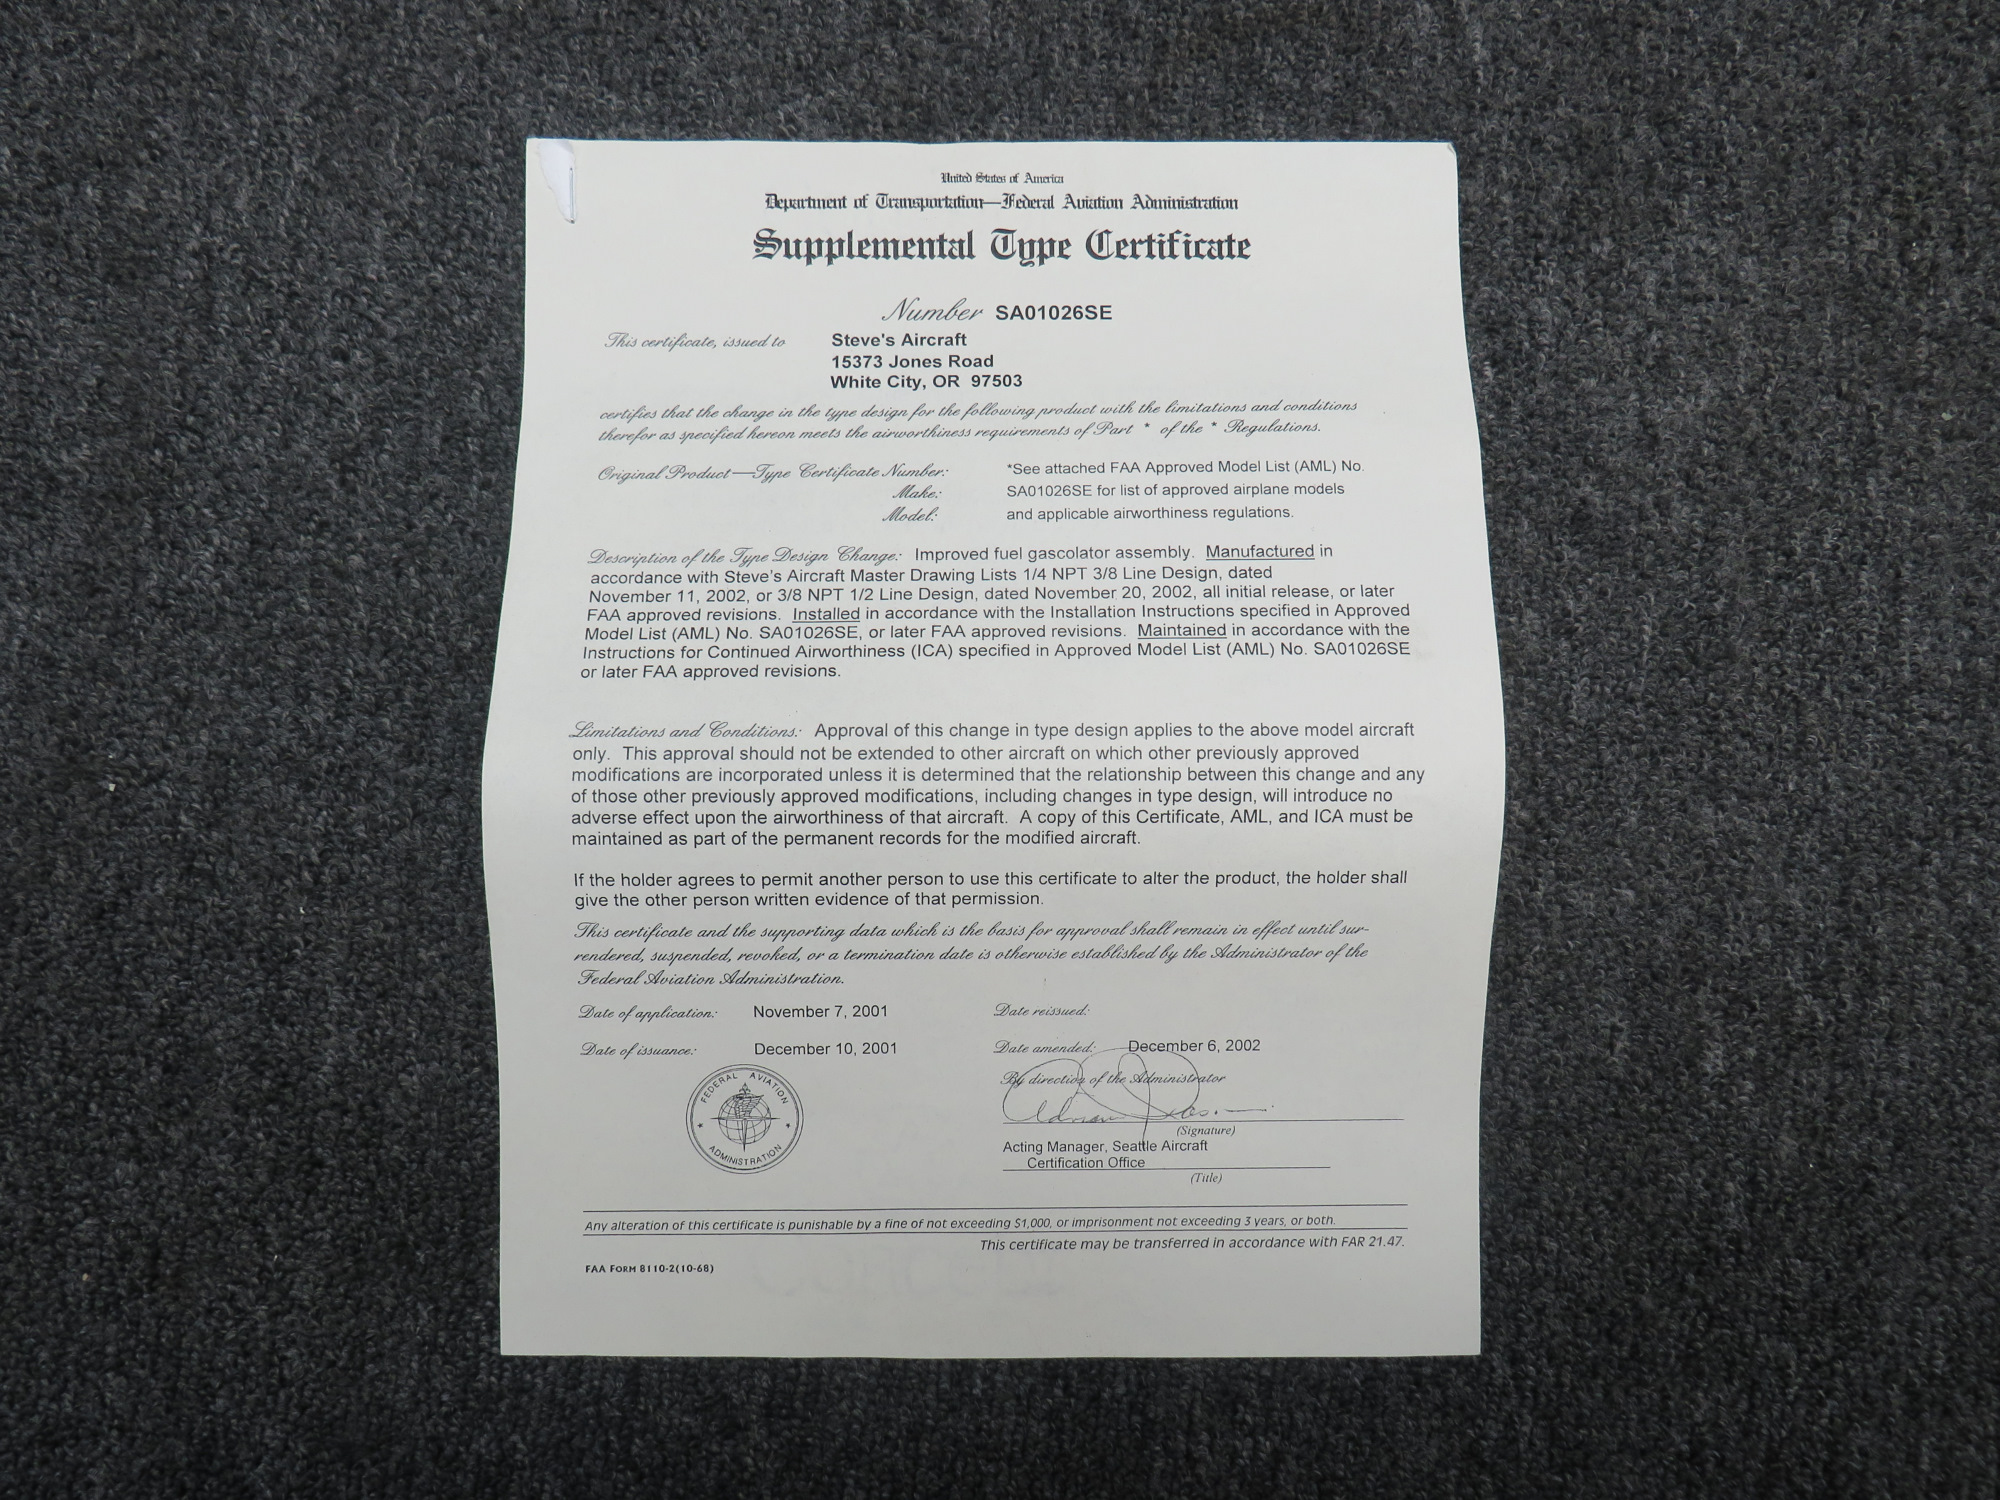 United States of America
Department of Transportation—Federal Aviation Administration
Supplemental Type Certificate
Number SA01026SE
This certificate, issued to Steve's Aircraft
15373 Jones Road
White City, OR 97503
certifies that the change in the type design for the following product with the limitations and conditions
therefor as specified hereon meets the airworthiness requirements of Part * of the * Regulations.
Original Product—Type Certificate Number: *See attached FAA Approved Model List (AML) No.
Make: SA01026SE for list of approved airplane models
Model: and applicable airworthiness regulations.
Description of the Type Design Change: Improved fuel gascolator assembly. Manufactured in
accordance with Steve's Aircraft Master Drawing Lists 1/4 NPT 3/8 Line Design, dated
November 11, 2002, or 3/8 NPT 1/2 Line Design, dated November 20, 2002, all initial release, or later
FAA approved revisions. Installed in accordance with the Installation Instructions specified in Approved
Model List (AML) No. SA01026SE, or later FAA approved revisions. Maintained in accordance with the
Instructions for Continued Airworthiness (ICA) specified in Approved Model List (AML) No. SA01026SE
or later FAA approved revisions.
Limitations and Conditions: Approval of this change in type design applies to the above model aircraft
only. This approval should not be extended to other aircraft on which other previously approved
modifications are incorporated unless it is determined that the relationship between this change and any
of those other previously approved modifications, including changes in type design, will introduce no
adverse effect upon the airworthiness of that aircraft. A copy of this Certificate, AML, and ICA must be
maintained as part of the permanent records for the modified aircraft.
If the holder agrees to permit another person to use this certificate to alter the product, the holder shall
give the other person written evidence of that permission.
This certificate and the supporting data which is the basis for approval shall remain in effect until sur-
rendered, suspended, revoked, or a termination date is otherwise established by the Administrator of the
Federal Aviation Administration.
Date of application: November 7, 2001 Date reissued:
Date of issuance: December 10, 2001 Date amended: December 6, 2002
By direction of the Administrator
FEDERAL AVIATION
ADMINISTRATION
(Signature)
Acting Manager, Seattle Aircraft
Certification Office
(Title)
Any alteration of this certificate is punishable by a fine of not exceeding $1,000, or imprisonment not exceeding 3 years, or both.
This certificate may be transferred in accordance with FAR 21.47.
FAA FORM 8110-2(10-68)